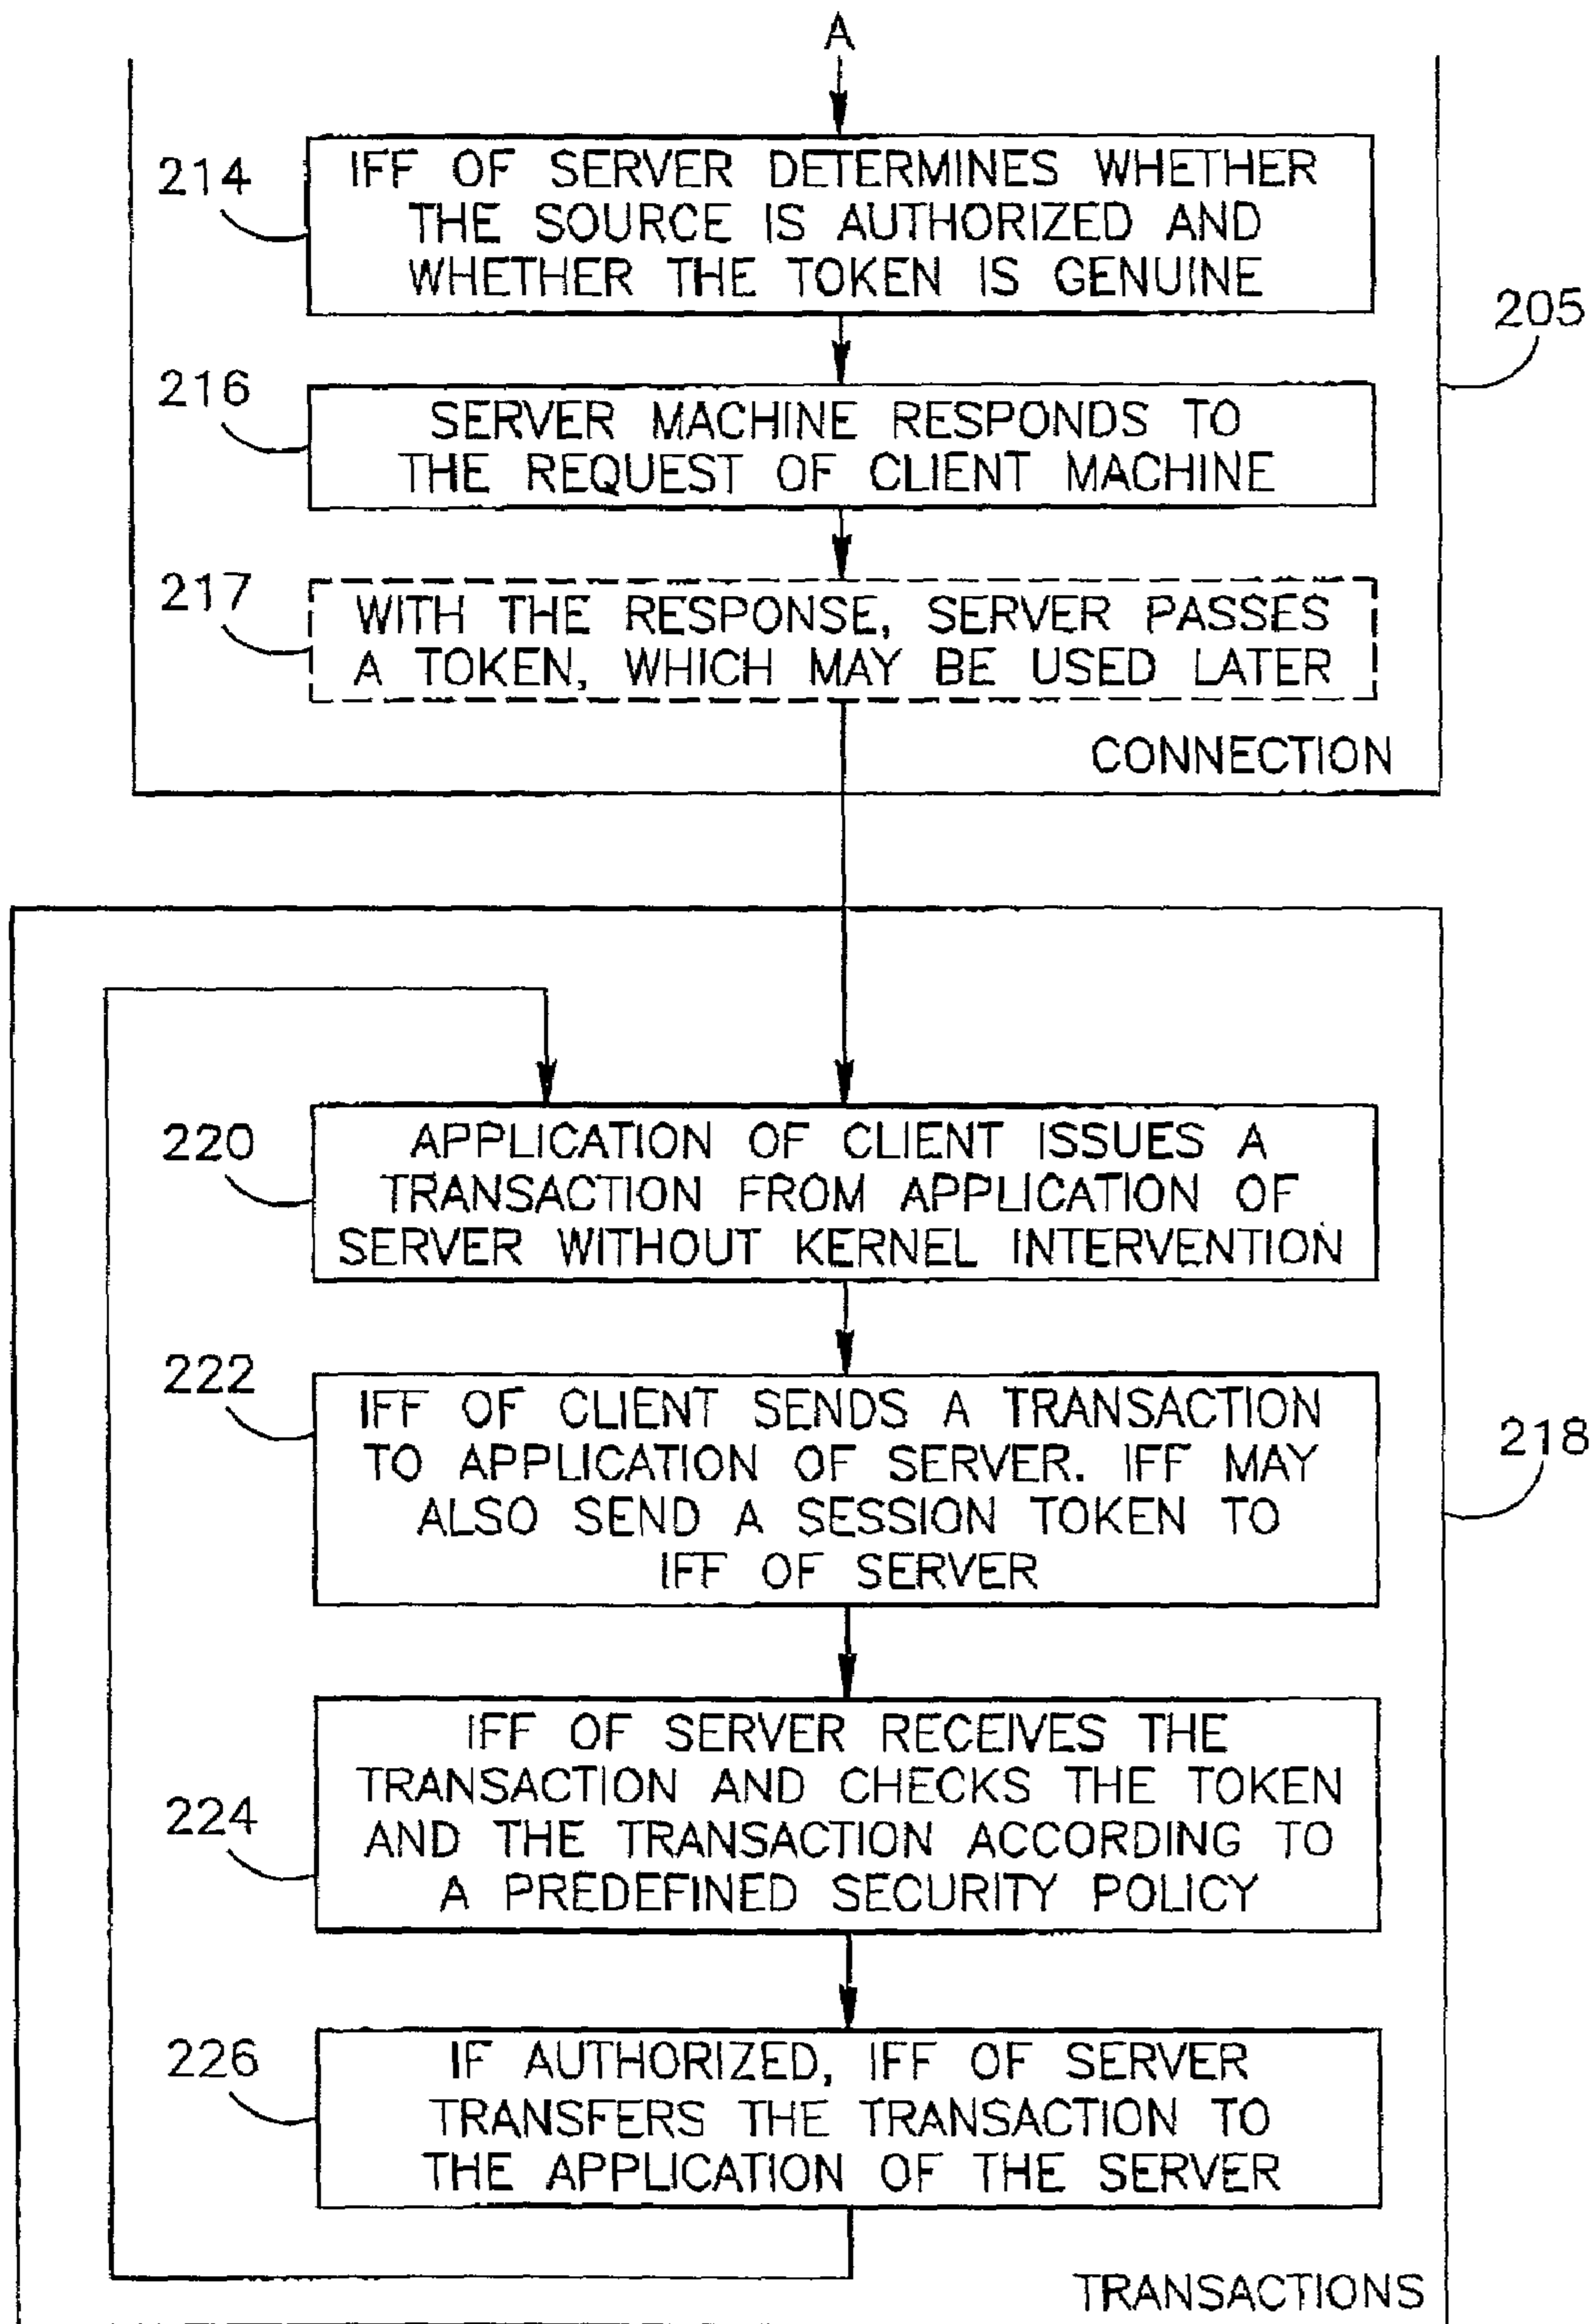 A
214
IFF OF SERVER DETERMINES WHETHER
THE SOURCE IS AUTHORIZED AND
WHETHER THE TOKEN IS GENUINE
205
216
SERVER MACHINE RESPONDS TO
THE REQUEST OF CLIENT MACHINE
217
WITH THE RESPONSE, SERVER PASSES
A TOKEN, WHICH MAY BE USED LATER
CONNECTION
220
APPLICATION OF CLIENT ISSUES A
TRANSACTION FROM APPLICATION OF
SERVER WITHOUT KERNEL INTERVENTION
222
IFF OF CLIENT SENDS A TRANSACTION
TO APPLICATION OF SERVER. IFF MAY
ALSO SEND A SESSION TOKEN TO
IFF OF SERVER
218
224
IFF OF SERVER RECEIVES THE
TRANSACTION AND CHECKS THE TOKEN
AND THE TRANSACTION ACCORDING TO
A PREDEFINED SECURITY POLICY
226
IF AUTHORIZED, IFF OF SERVER
TRANSFERS THE TRANSACTION TO
THE APPLICATION OF THE SERVER
TRANSACTIONS